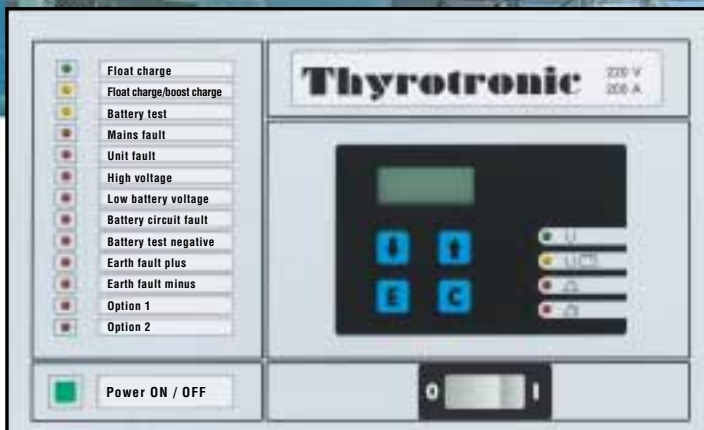 Float charge
Float charge/boost charge
Battery test
Mains fault
Unit fault
High voltage
Low battery voltage
Battery circuit fault
Battery test negative
Earth fault plus
Earth fault minus
Option 1
Option 2
Power ON / OFF
Thyrotronic
220 V
200 A
E C
0 I